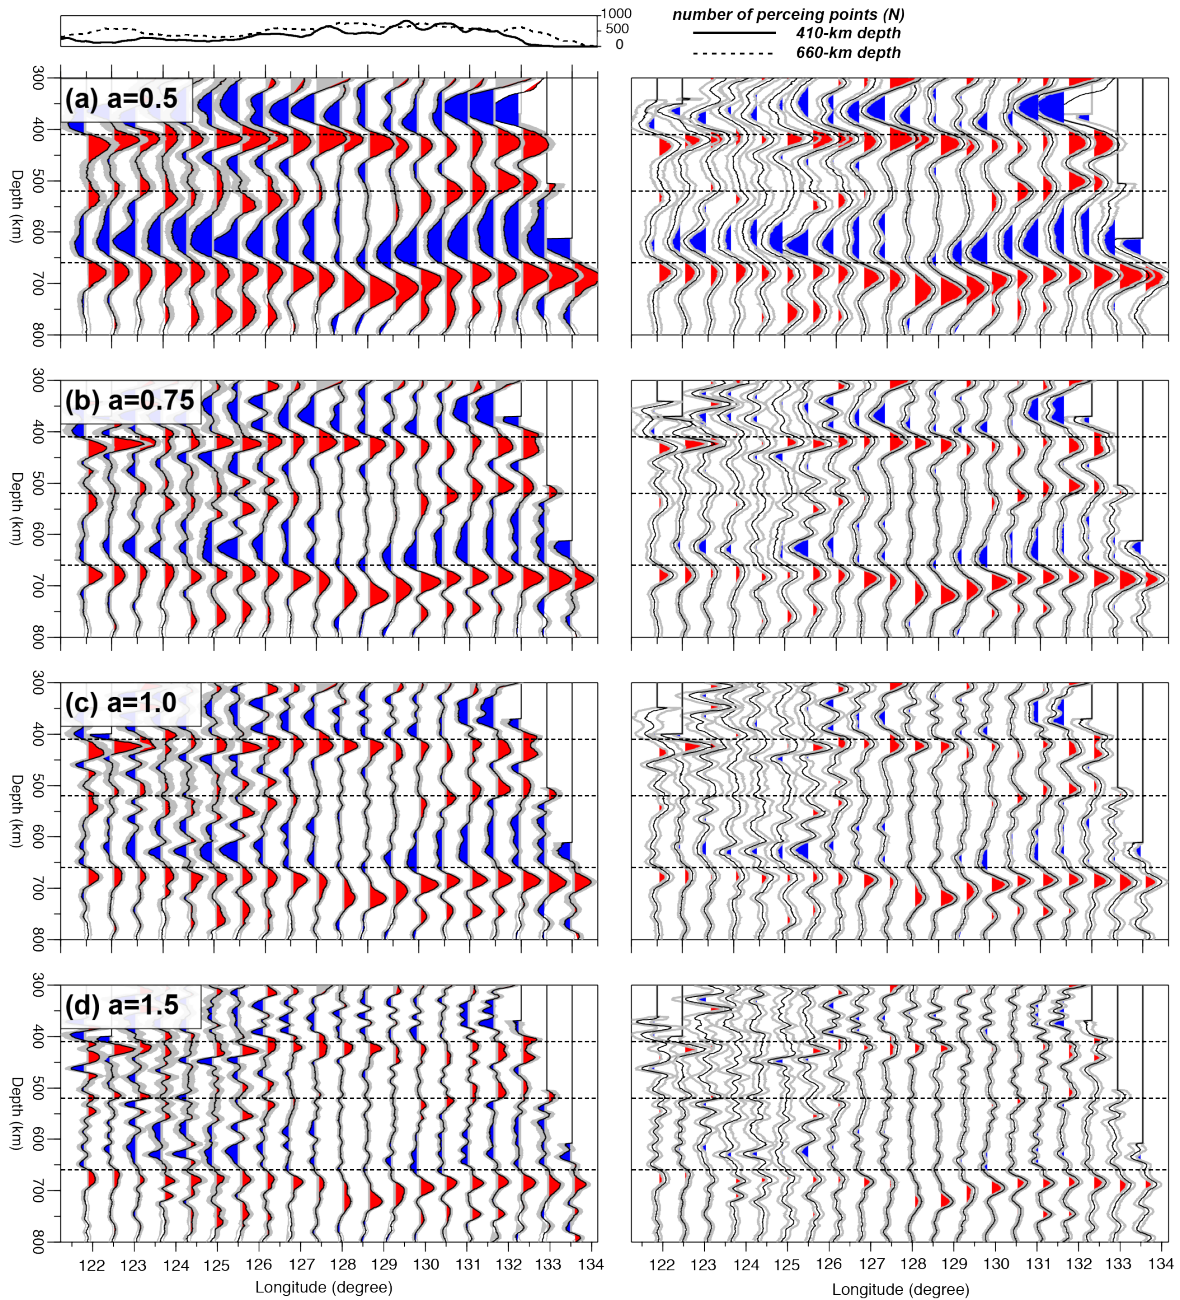 1000
500
0
number of perceing points (N)
410-km depth
660-km depth
(a) a=0.5
300
400
500
600
700
800
Depth (km)
(b) a=0.75
300
400
500
600
700
800
Depth (km)
(c) a=1.0
300
400
500
600
700
800
Depth (km)
(d) a=1.5
300
400
500
600
700
800
Depth (km)
122 123 124 125 126 127 128 129 130 131 132 133 134
Longitude (degree)
122 123 124 125 126 127 128 129 130 131 132 133 134
Longitude (degree)